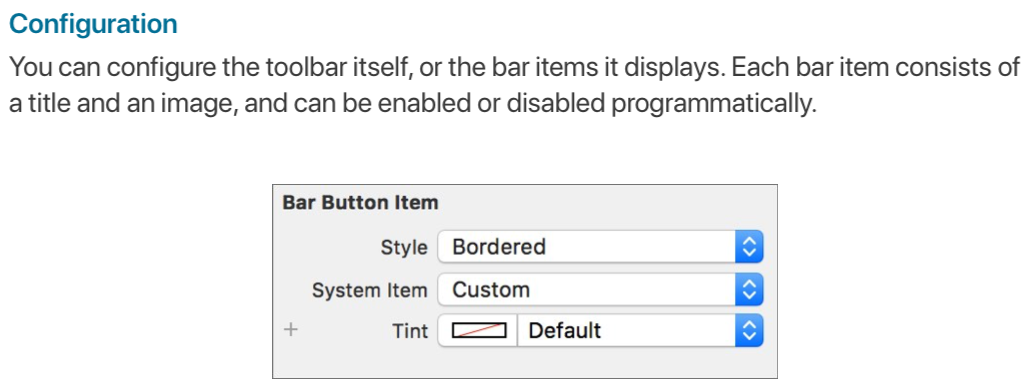 Configuration
You can configure the toolbar itself, or the bar items it displays. Each bar item consists of
a title and an image, and can be enabled or disabled programmatically.
Bar Button Item
Style Bordered
System Item Custom
+ Tint Default